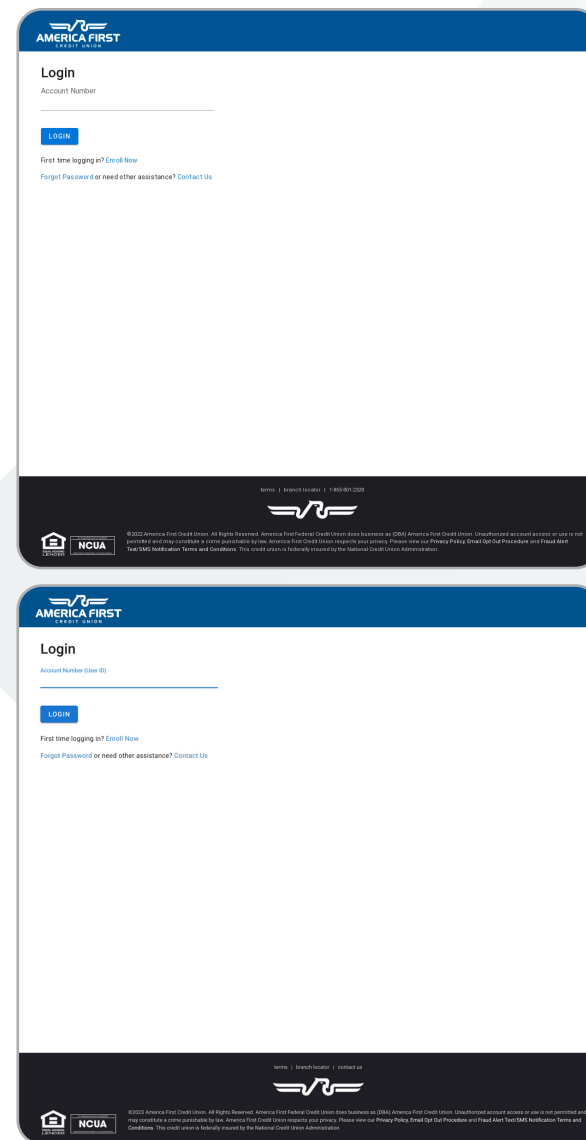 AMERICA FIRST
CREDIT UNION
Login
Account Number
LOGIN
First time logging in? Enroll Now
Forgot Password or need other assistance? Contact Us
terms | branch locator | 1-855-801-2328
©2022 America First Credit Union. All Rights Reserved. America First Federal Credit Union does business as (DBA) America First Credit Union. Unauthorized account access or use is not
permitted and may constitute a crime punishable by law. America First Credit Union respects your privacy. Please view our Privacy Policy, Email Opt Out Procedure and Fraud Alert
Text/SMS Notification Terms and Conditions. This credit union is federally insured by the National Credit Union Administration.
EQUAL HOUSING
LENDER
NCUA
AMERICA FIRST
CREDIT UNION
Login
Account Number (User ID)
LOGIN
First time logging in? Enroll Now
Forgot Password or need other assistance? Contact Us
terms | branch locator | contact us
©2023 America First Credit Union. All Rights Reserved. America First Federal Credit Union does business as (DBA) America First Credit Union. Unauthorized account access or use is not permitted and
may constitute a crime punishable by law. America First Credit Union respects your privacy. Please view our Privacy Policy, Email Opt Out Procedure and Fraud Alert Text/SMS Notification Terms and
Conditions. This credit union is federally insured by the National Credit Union Administration.
EQUAL HOUSING
LENDER
NCUA